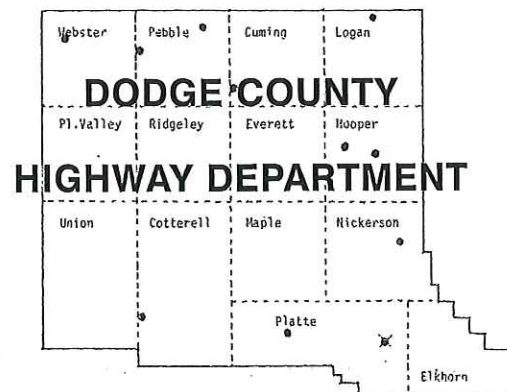 Webster Pebble Cuming Logan
DODGE COUNTY
Pl.Valley Ridgeley Everett Hooper
HIGHWAY DEPARTMENT
Union Cotterell Maple Nickerson
Platte
Elkhorn